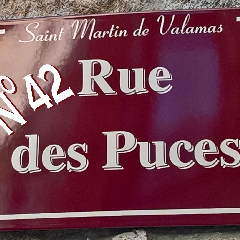 Saint Martin de Valamas
N° 42
Rue
des Puces